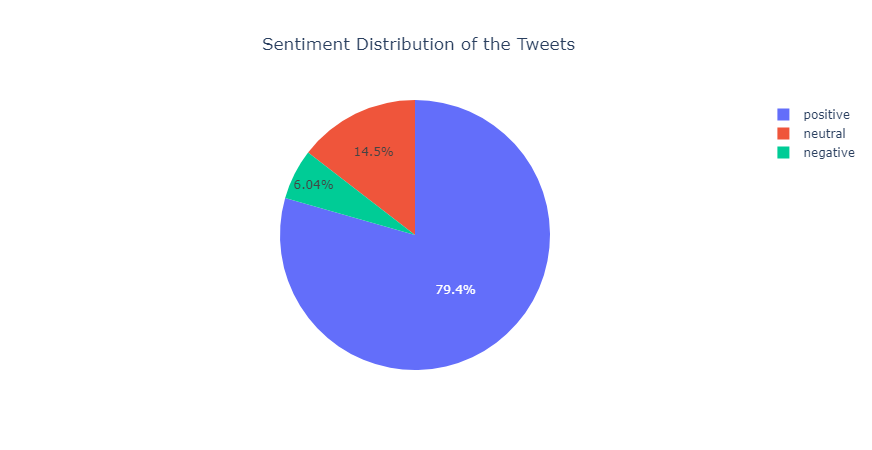 Sentiment Distribution of the Tweets
positive
neutral
negative
14.5%
6.04%
79.4%